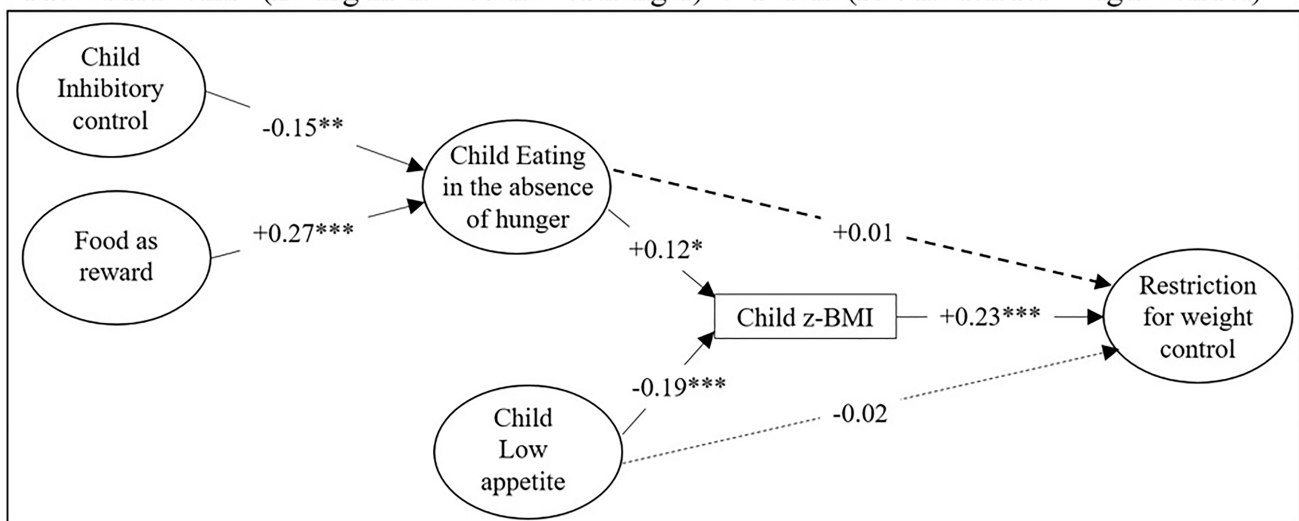 Child
Inhibitory
control
-0.15**
Child Eating
in the absence
of hunger
Food as
reward
+0.27***
+0.01
+0.12*
Restriction
for weight
control
Child z-BMI
+0.23***
-0.19***
-0.02
Child
Low
appetite